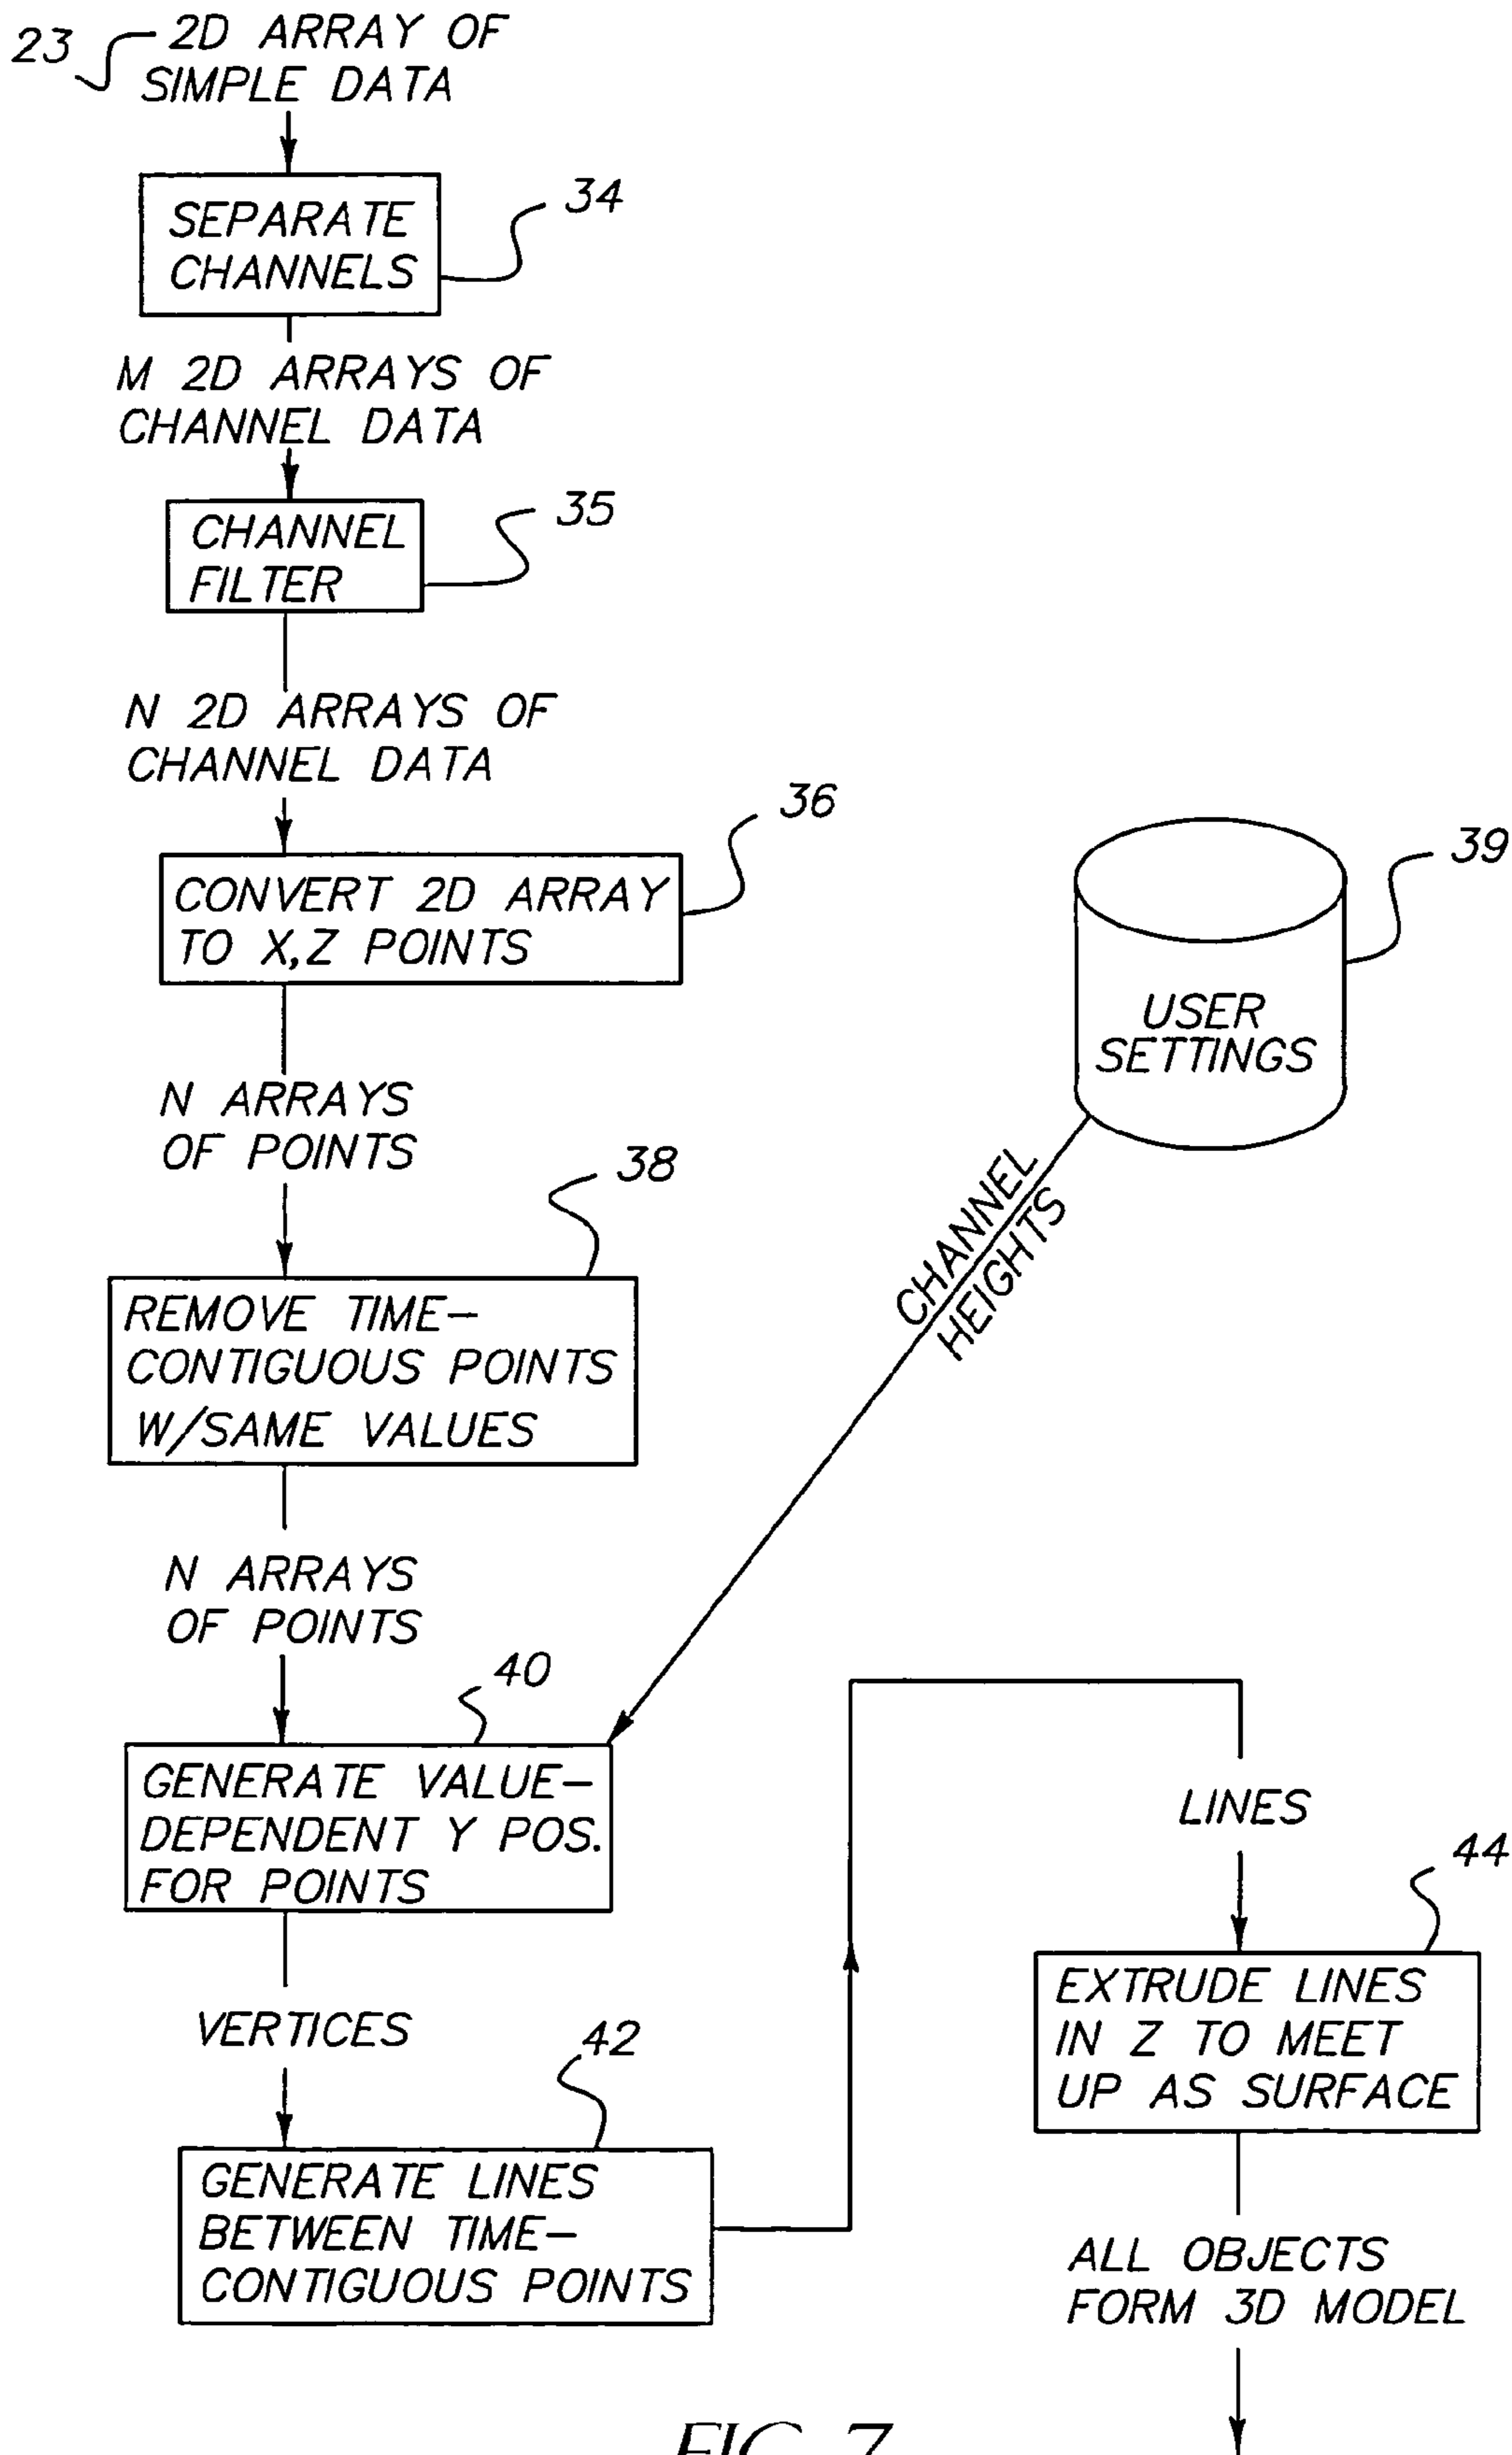 23
2D ARRAY OF
SIMPLE DATA
SEPARATE
CHANNELS
34
M 2D ARRAYS OF
CHANNEL DATA
CHANNEL
FILTER
35
N 2D ARRAYS OF
CHANNEL DATA
36
CONVERT 2D ARRAY
TO X,Z POINTS
39
USER
SETTINGS
N ARRAYS
OF POINTS
38
CHANNEL
HEIGHTS
REMOVE TIME-
CONTIGUOUS POINTS
W/SAME VALUES
N ARRAYS
OF POINTS
40
GENERATE VALUE-
DEPENDENT Y POS.
FOR POINTS
VERTICES
42
GENERATE LINES
BETWEEN TIME-
CONTIGUOUS POINTS
LINES
44
EXTRUDE LINES
IN Z TO MEET
UP AS SURFACE
ALL OBJECTS
FORM 3D MODEL
FIG. 7